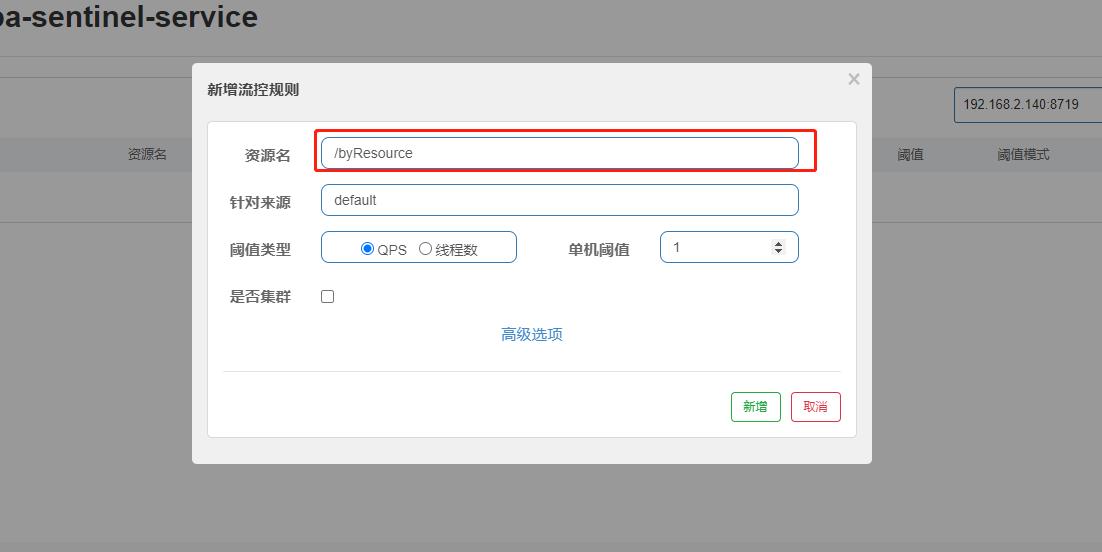 ba-sentinel-service
新增流控规则
×
192.168.2.140:8719
资源名
阈值
阈值模式
资源名
/byResource
针对来源
default
阈值类型
QPS
线程数
单机阈值
1
是否集群
高级选项
新增
取消